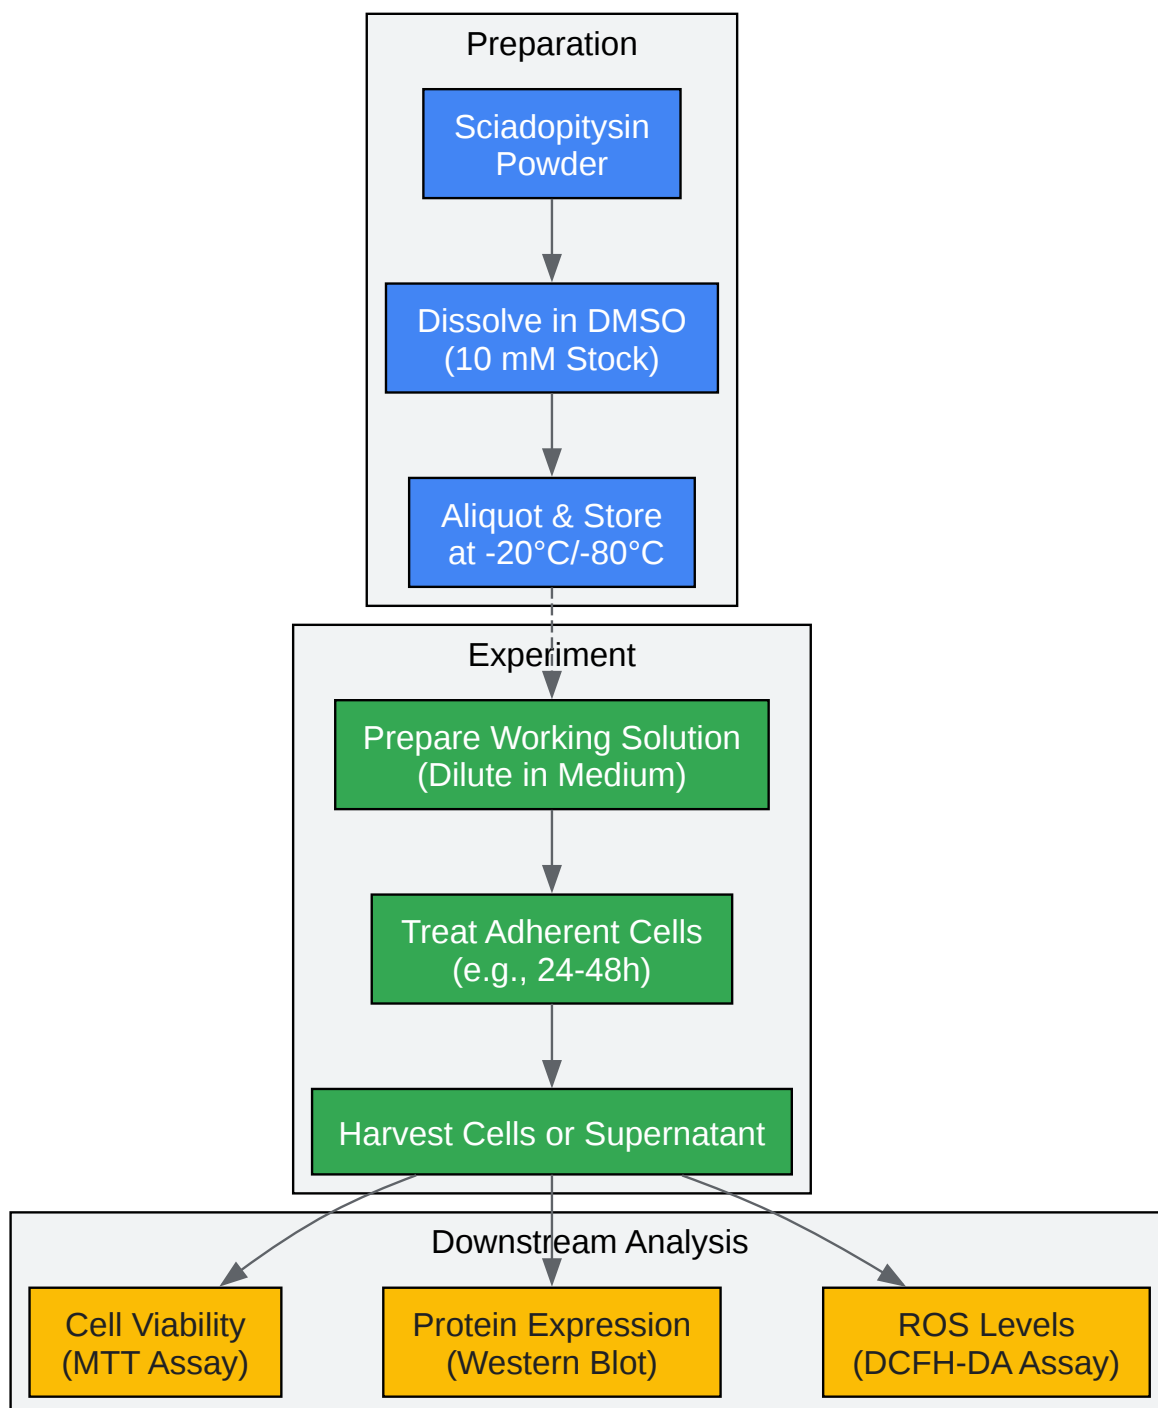 Preparation
Sciadopitysin
Powder
Dissolve in DMSO
(10 mM Stock)
Aliquot & Store
at -20°C/-80°C
Experiment
Prepare Working Solution
(Dilute in Medium)
Treat Adherent Cells
(e.g., 24-48h)
Harvest Cells or Supernatant
Downstream Analysis
Cell Viability
(MTT Assay)
Protein Expression
(Western Blot)
ROS Levels
(DCFH-DA Assay)